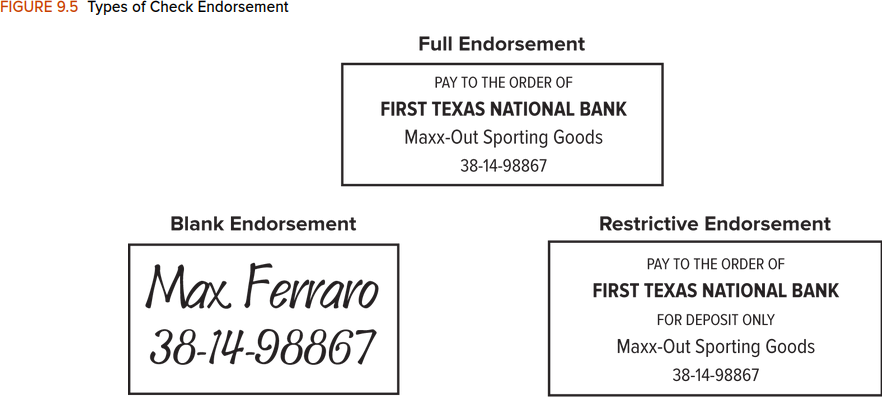 FIGURE 9.5 Types of Check Endorsement
Full Endorsement
PAY TO THE ORDER OF
FIRST TEXAS NATIONAL BANK
Maxx-Out Sporting Goods
38-14-98867
Blank Endorsement
Max Ferraro
38-14-98867
Restrictive Endorsement
PAY TO THE ORDER OF
FIRST TEXAS NATIONAL BANK
FOR DEPOSIT ONLY
Maxx-Out Sporting Goods
38-14-98867